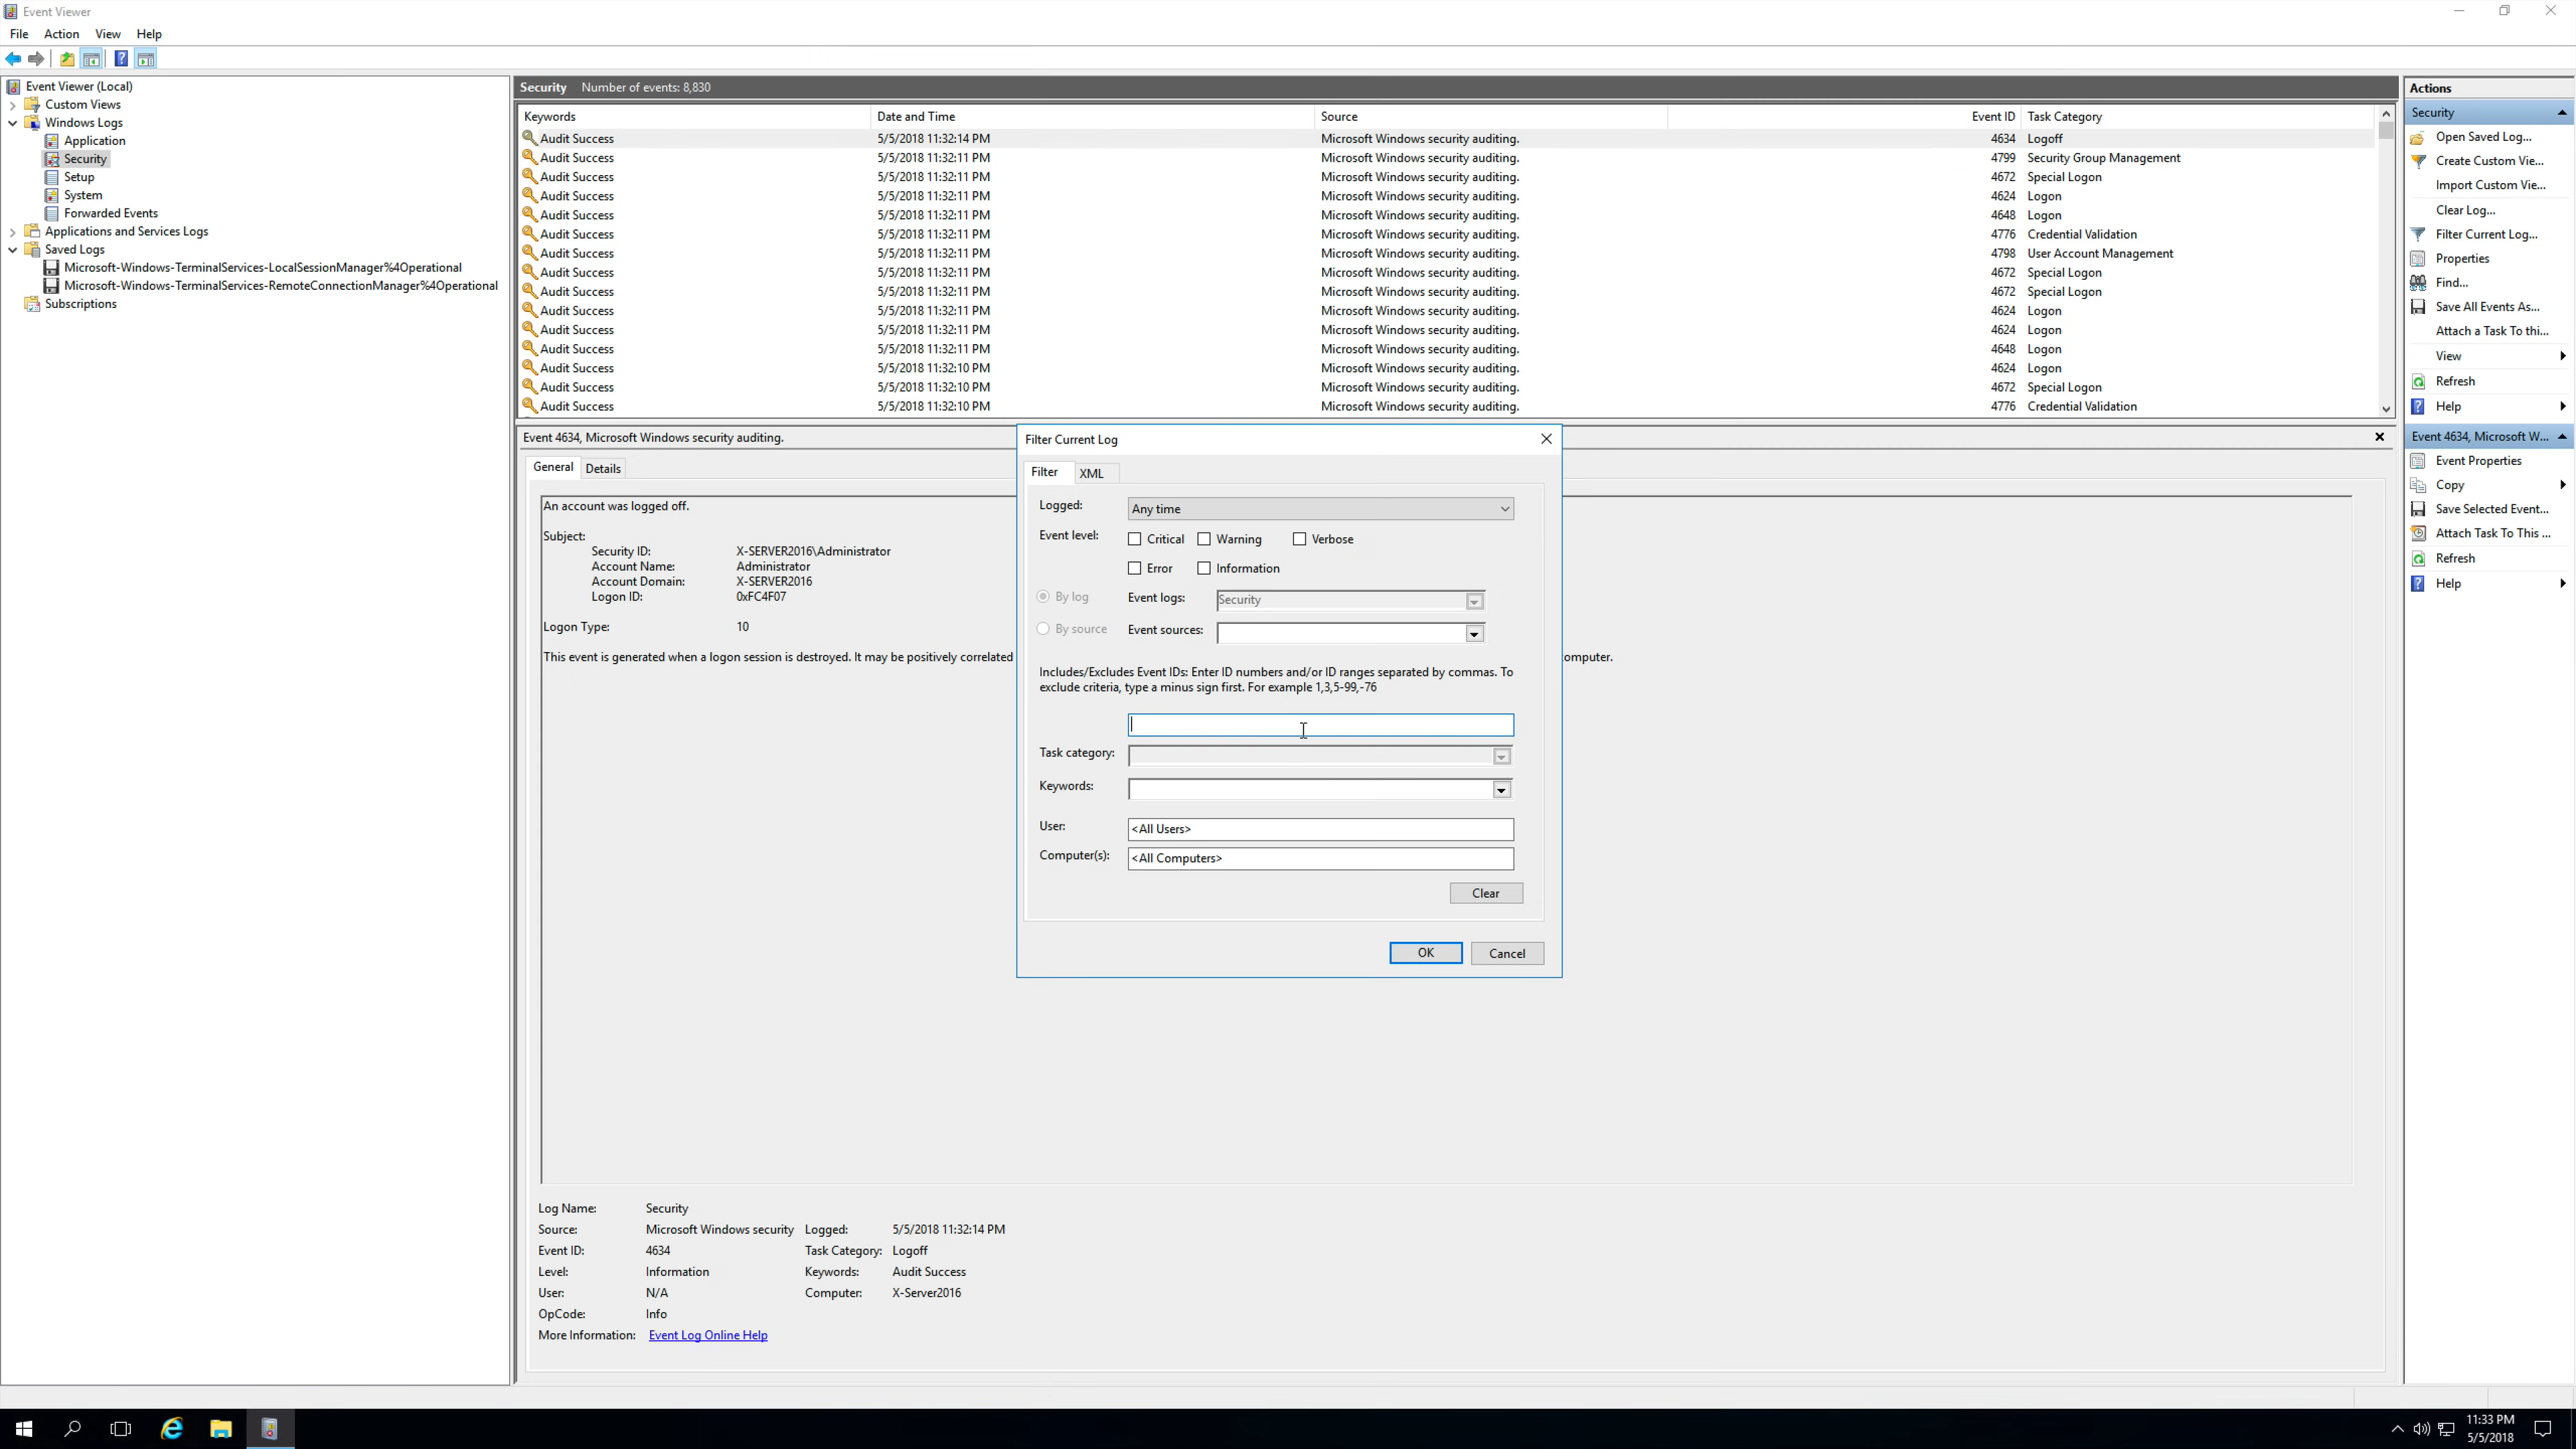 Event Viewer
File Action View Help
Event Viewer (Local)
Custom Views
Windows Logs
Application
Security
Setup
System
Forwarded Events
Applications and Services Logs
Saved Logs
Microsoft-Windows-TerminalServices-LocalSessionManager%4Operational
Microsoft-Windows-TerminalServices-RemoteConnectionManager%4Operational
Subscriptions
Security Number of events: 8,830
Keywords Date and Time Source Event ID Task Category
Audit Success 5/5/2018 11:32:14 PM Microsoft Windows security auditing. 4634 Logoff
Audit Success 5/5/2018 11:32:11 PM Microsoft Windows security auditing. 4799 Security Group Management
Audit Success 5/5/2018 11:32:11 PM Microsoft Windows security auditing. 4672 Special Logon
Audit Success 5/5/2018 11:32:11 PM Microsoft Windows security auditing. 4624 Logon
Audit Success 5/5/2018 11:32:11 PM Microsoft Windows security auditing. 4648 Logon
Audit Success 5/5/2018 11:32:11 PM Microsoft Windows security auditing. 4776 Credential Validation
Audit Success 5/5/2018 11:32:11 PM Microsoft Windows security auditing. 4798 User Account Management
Audit Success 5/5/2018 11:32:11 PM Microsoft Windows security auditing. 4672 Special Logon
Audit Success 5/5/2018 11:32:11 PM Microsoft Windows security auditing. 4672 Special Logon
Audit Success 5/5/2018 11:32:11 PM Microsoft Windows security auditing. 4624 Logon
Audit Success 5/5/2018 11:32:11 PM Microsoft Windows security auditing. 4624 Logon
Audit Success 5/5/2018 11:32:11 PM Microsoft Windows security auditing. 4648 Logon
Audit Success 5/5/2018 11:32:10 PM Microsoft Windows security auditing. 4624 Logon
Audit Success 5/5/2018 11:32:10 PM Microsoft Windows security auditing. 4672 Special Logon
Audit Success 5/5/2018 11:32:10 PM Microsoft Windows security auditing. 4776 Credential Validation
Event 4634, Microsoft Windows security auditing.
General Details
An account was logged off.
Subject:
Security ID: X-SERVER2016\Administrator
Account Name: Administrator
Account Domain: X-SERVER2016
Logon ID: 0xFC4F07
Logon Type: 10
This event is generated when a logon session is destroyed. It may be positively correlated omputer.
Log Name: Security
Source: Microsoft Windows security Logged: 5/5/2018 11:32:14 PM
Event ID: 4634 Task Category: Logoff
Level: Information Keywords: Audit Success
User: N/A Computer: X-Server2016
OpCode: Info
More Information: Event Log Online Help
Filter Current Log
Filter XML
Logged: Any time
Event level: Critical Warning Verbose
Error Information
By log Event logs: Security
By source Event sources:
Includes/Excludes Event IDs: Enter ID numbers and/or ID ranges separated by commas. To
exclude criteria, type a minus sign first. For example 1,3,5-99,-76
Task category:
Keywords:
User: <All Users>
Computer(s): <All Computers>
Clear
OK Cancel
Actions
Security
Open Saved Log...
Create Custom Vie...
Import Custom Vie...
Clear Log...
Filter Current Log...
Properties
Find...
Save All Events As...
Attach a Task To thi...
View
Refresh
Help
Event 4634, Microsoft W...
Event Properties
Copy
Save Selected Event...
Attach Task To This ...
Refresh
Help
11:33 PM
5/5/2018